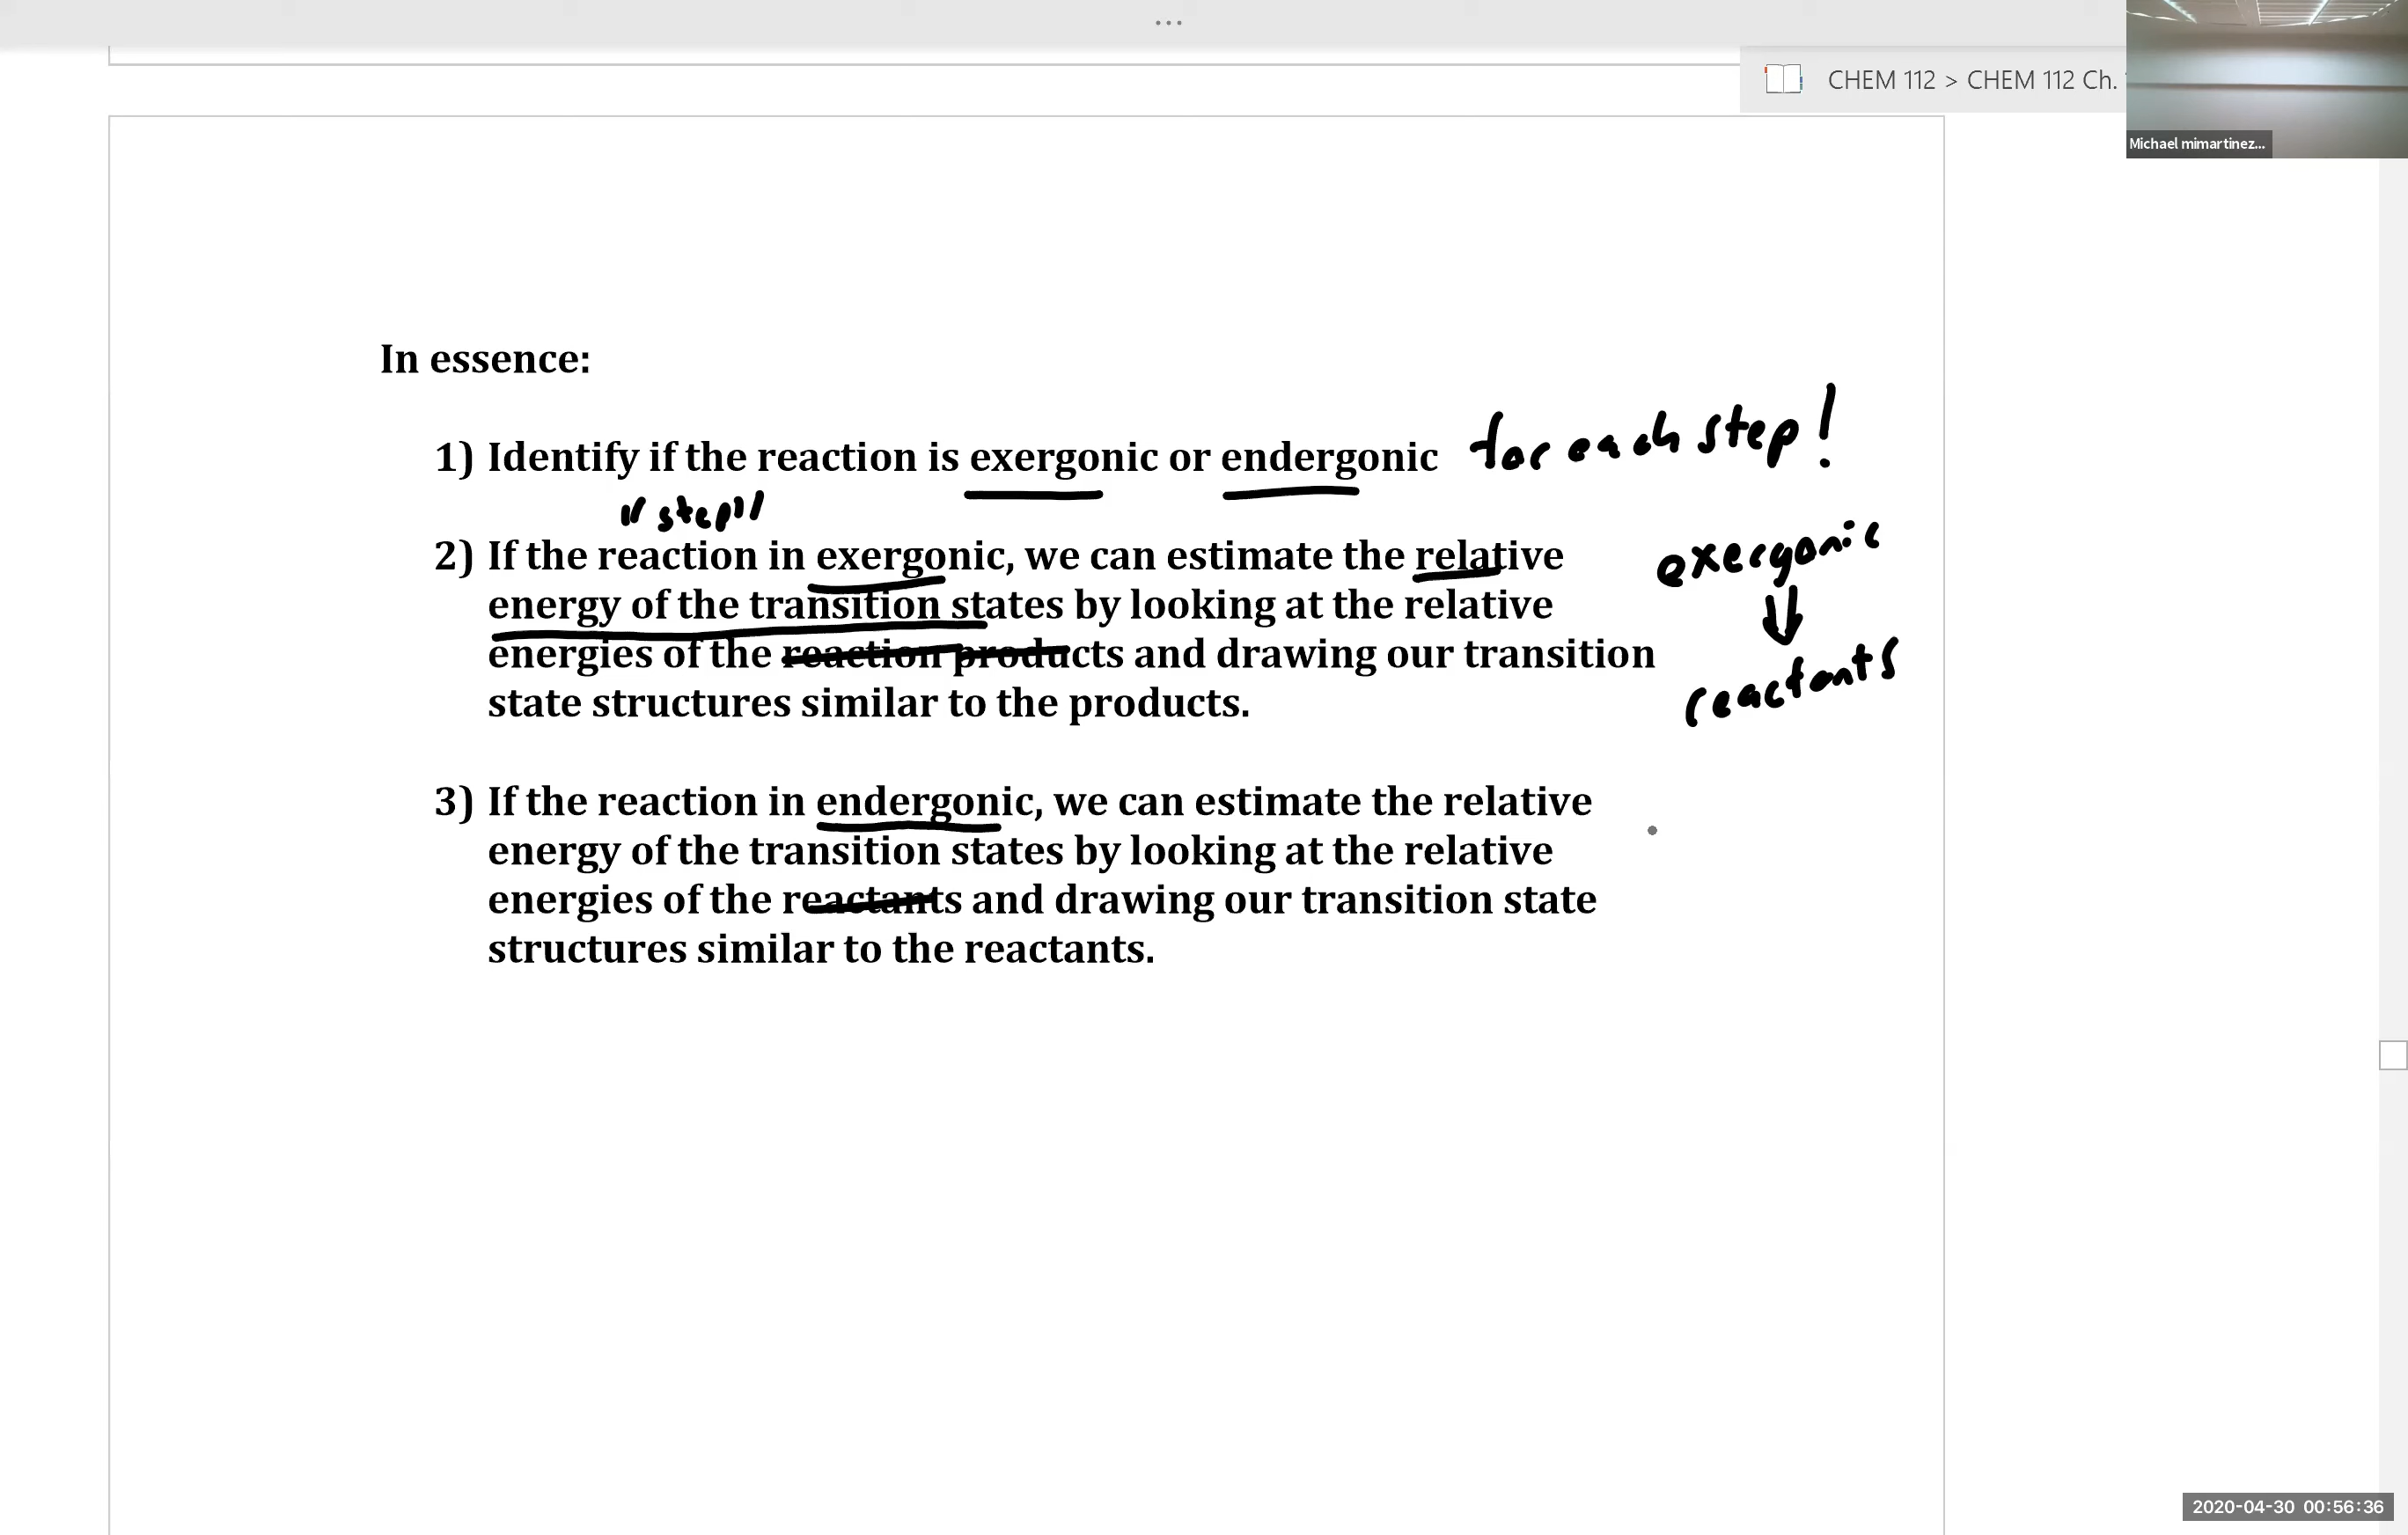 ...
CHEM 112 > CHEM 112 Ch.
Michael mimartinez...
In essence:
1) Identify if the reaction is exergonic or endergonic for each step!
"step"
2) If the reaction in exergonic, we can estimate the relative
energy of the transition states by looking at the relative
energies of the reaction products and drawing our transition
state structures similar to the products.
exergonic
reactants
3) If the reaction in endergonic, we can estimate the relative
energy of the transition states by looking at the relative
energies of the reactants and drawing our transition state
structures similar to the reactants.
2020-04-30 00:56:36